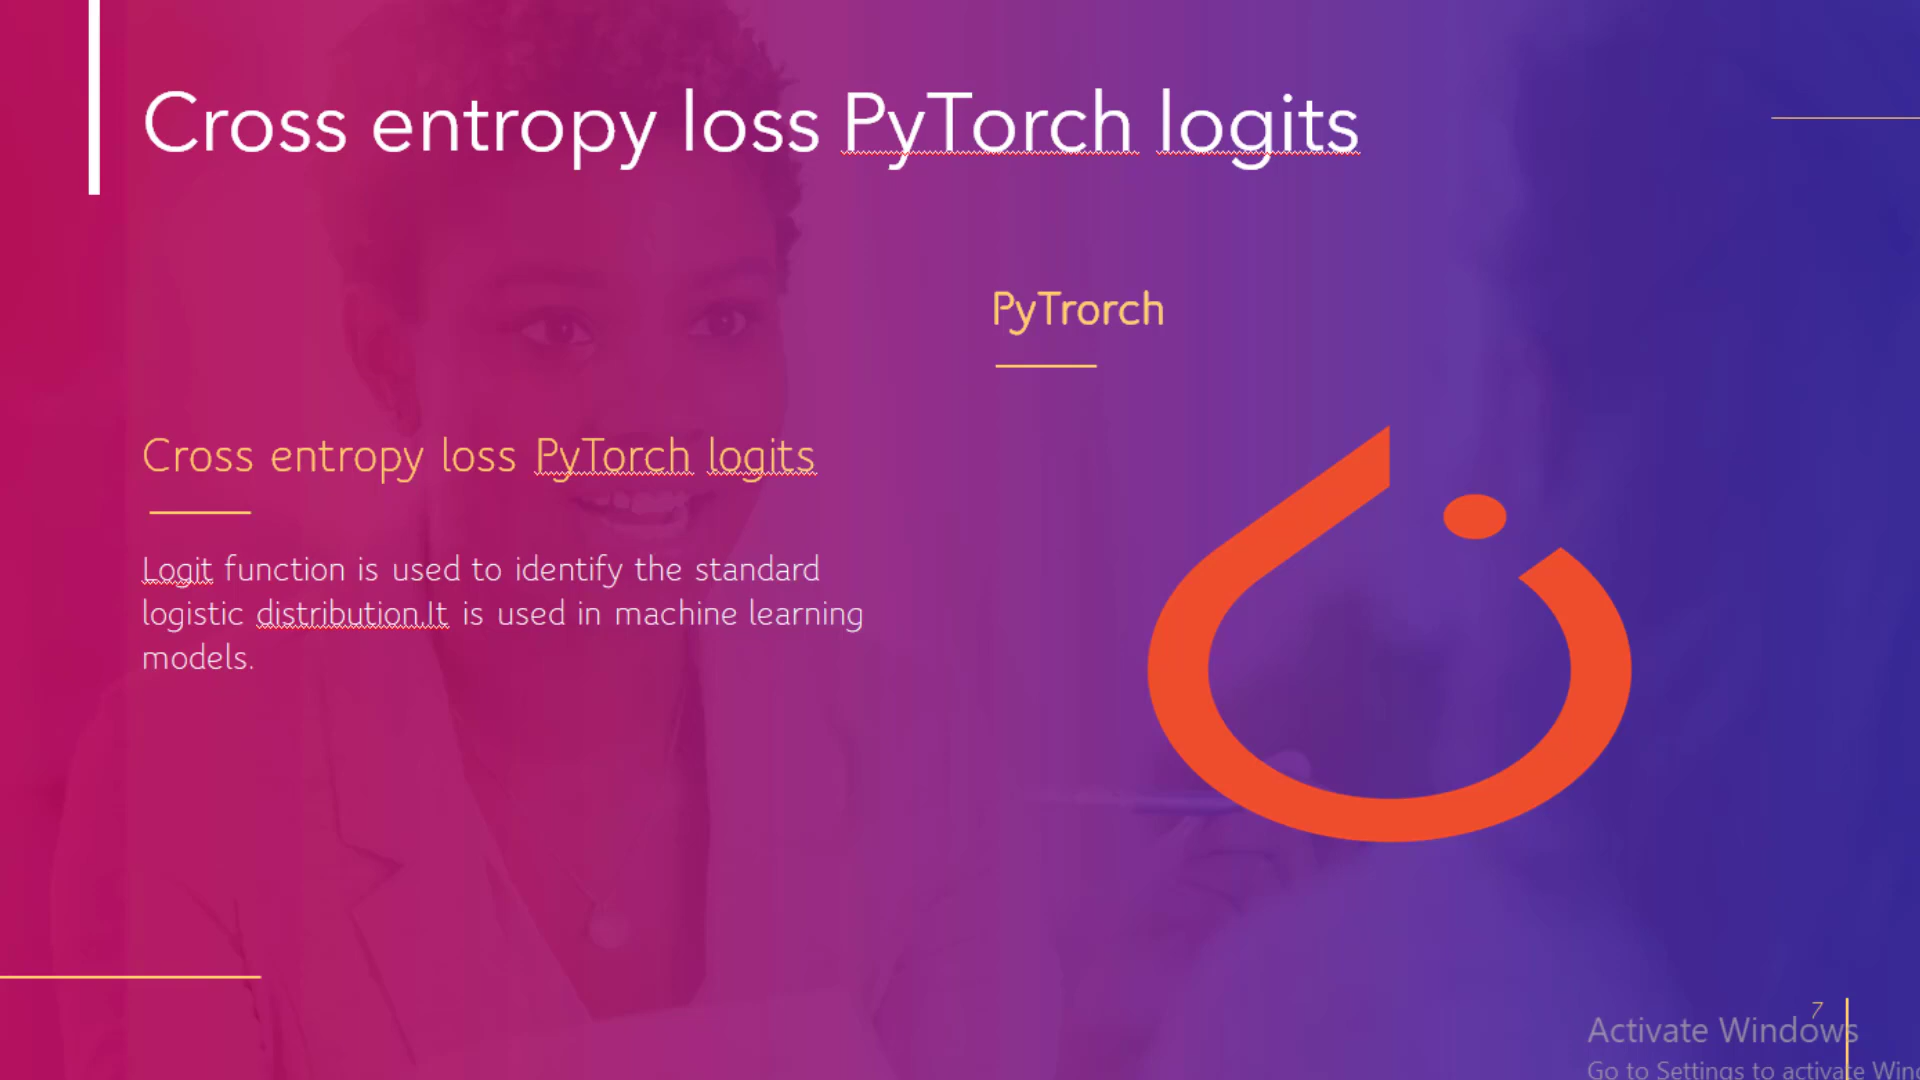 Cross entropy loss PyTorch logits
PyTrorch
Cross entropy loss PyTorch logits
Logit function is used to identify the standard
logistic distribution.It is used in machine learning
models.
7
Activate Windows
Go to Settings to activate Win